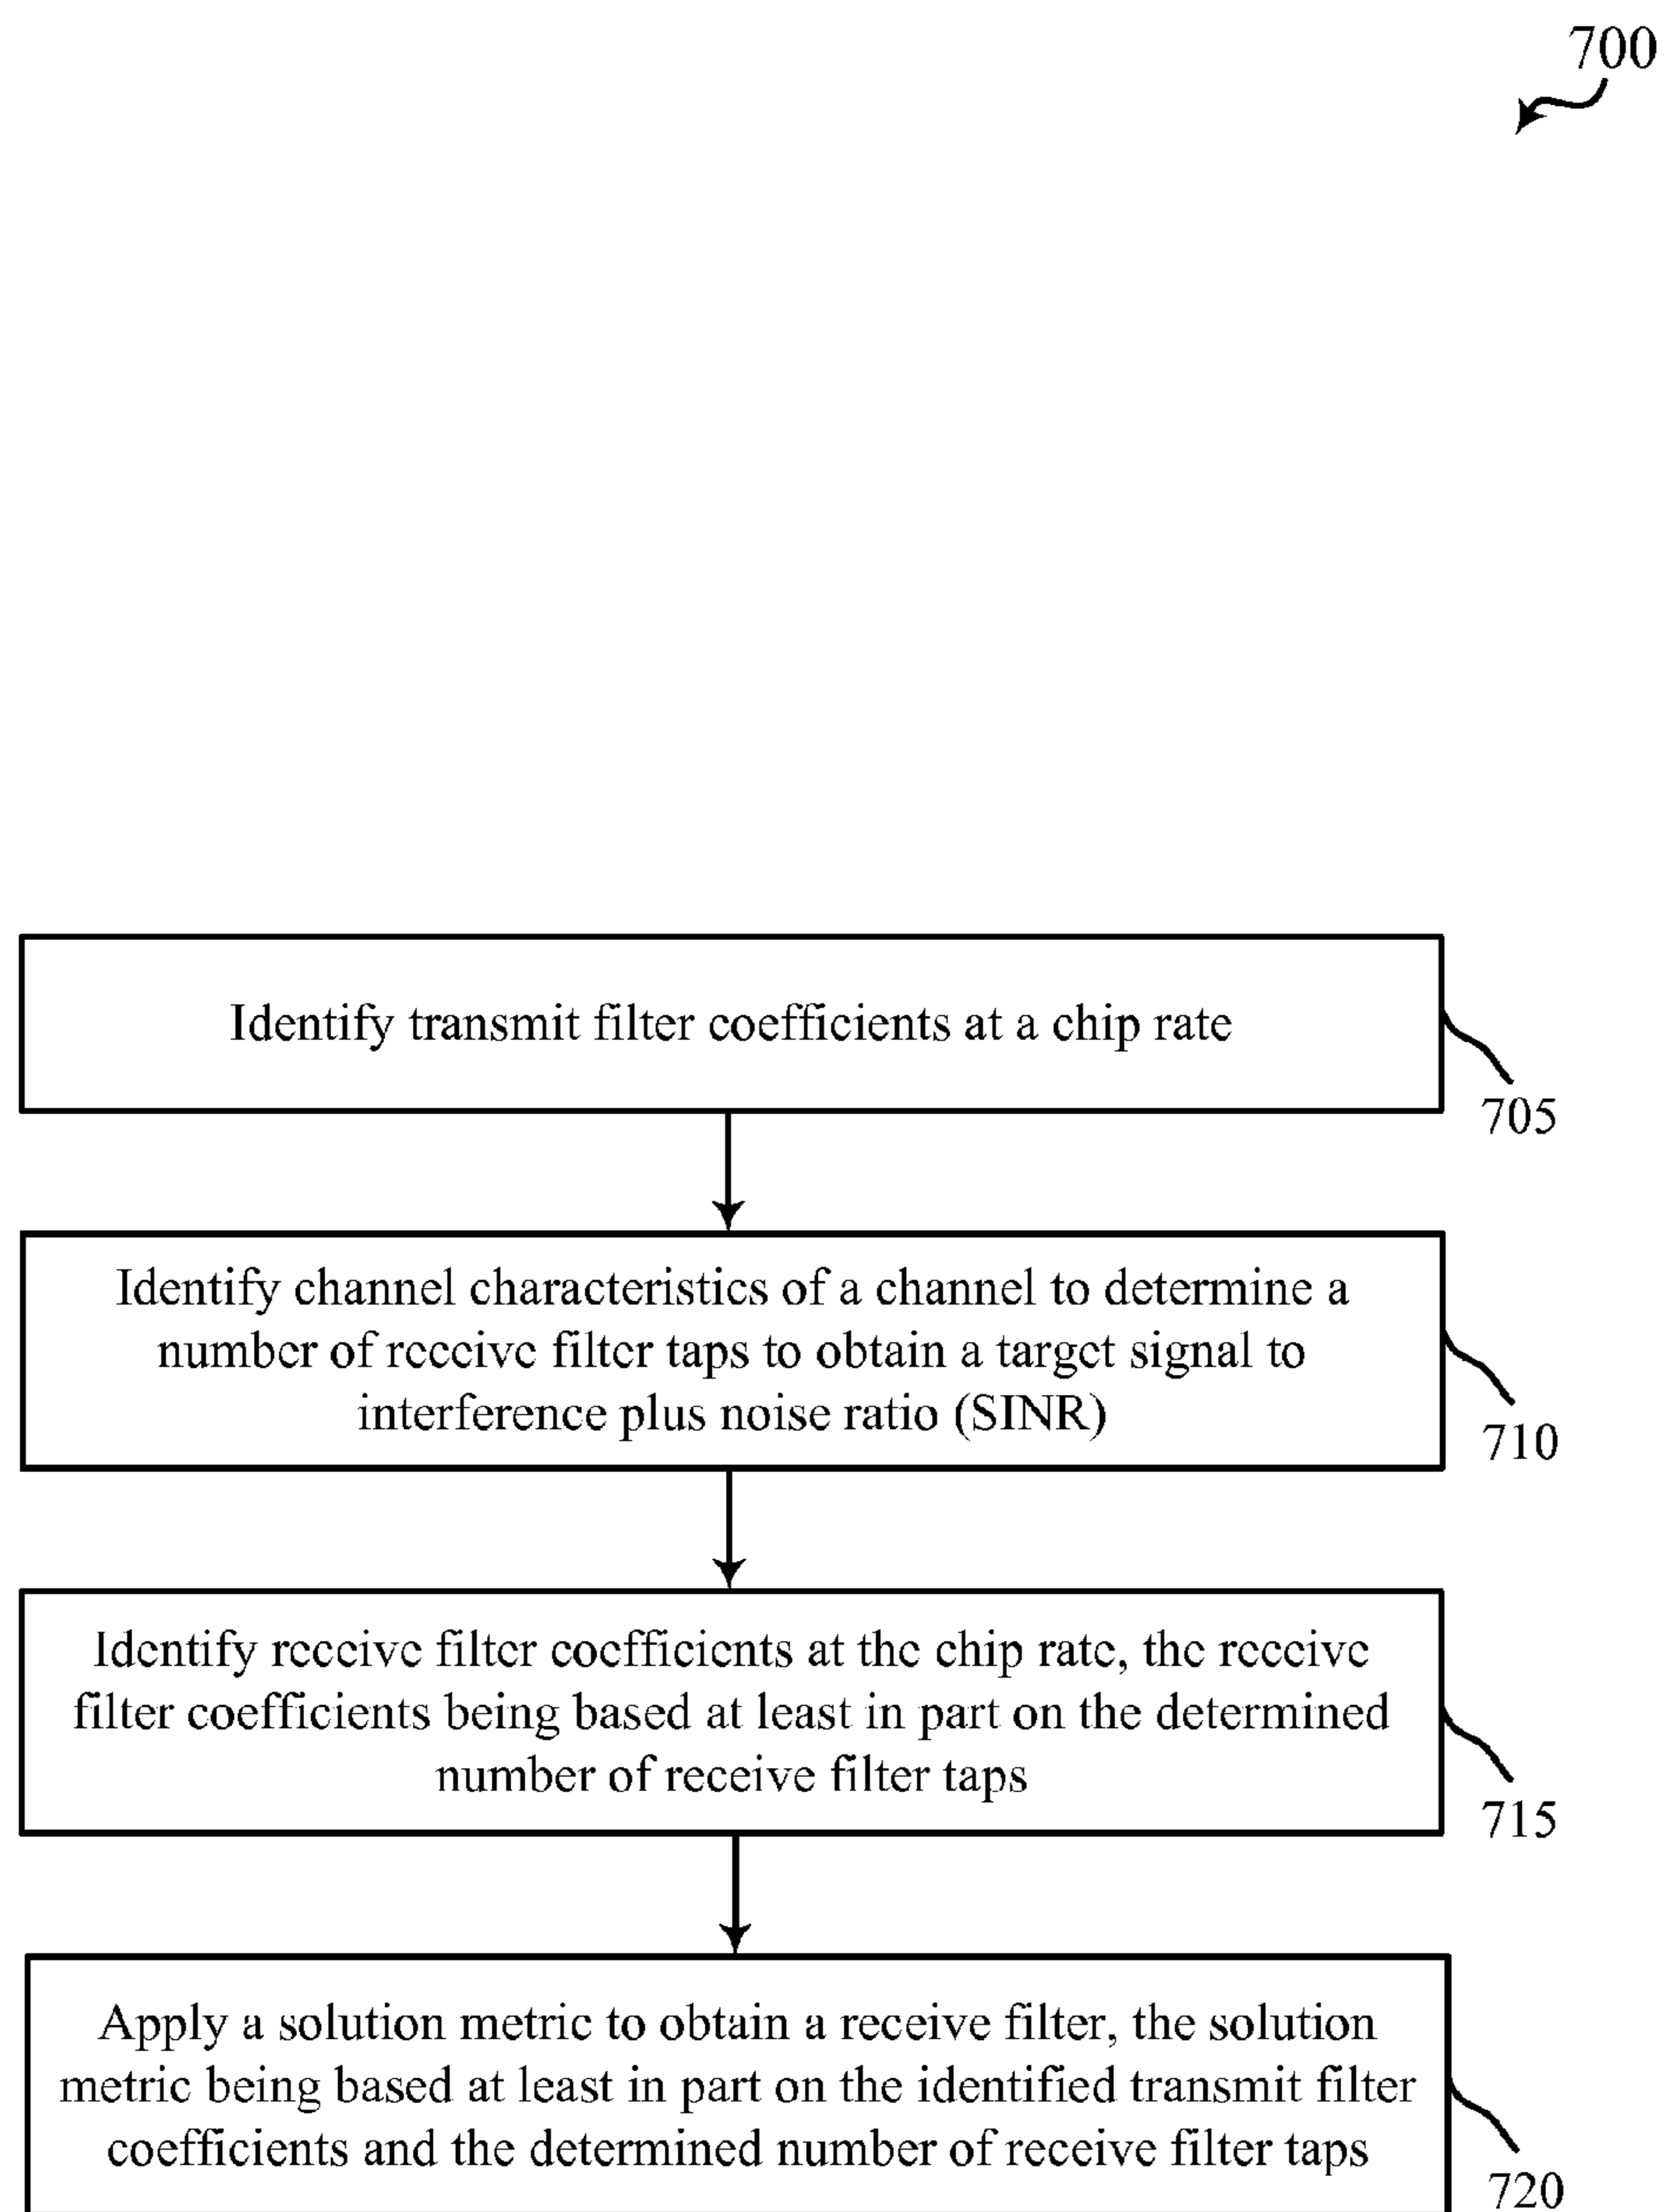 700
Identify transmit filter coefficients at a chip rate
705
Identify channel characteristics of a channel to determine a
number of receive filter taps to obtain a target signal to
interference plus noise ratio (SINR)
710
Identify receive filter coefficients at the chip rate, the receive
filter coefficients being based at least in part on the determined
number of receive filter taps
715
Apply a solution metric to obtain a receive filter, the solution
metric being based at least in part on the identified transmit filter
coefficients and the determined number of receive filter taps
720